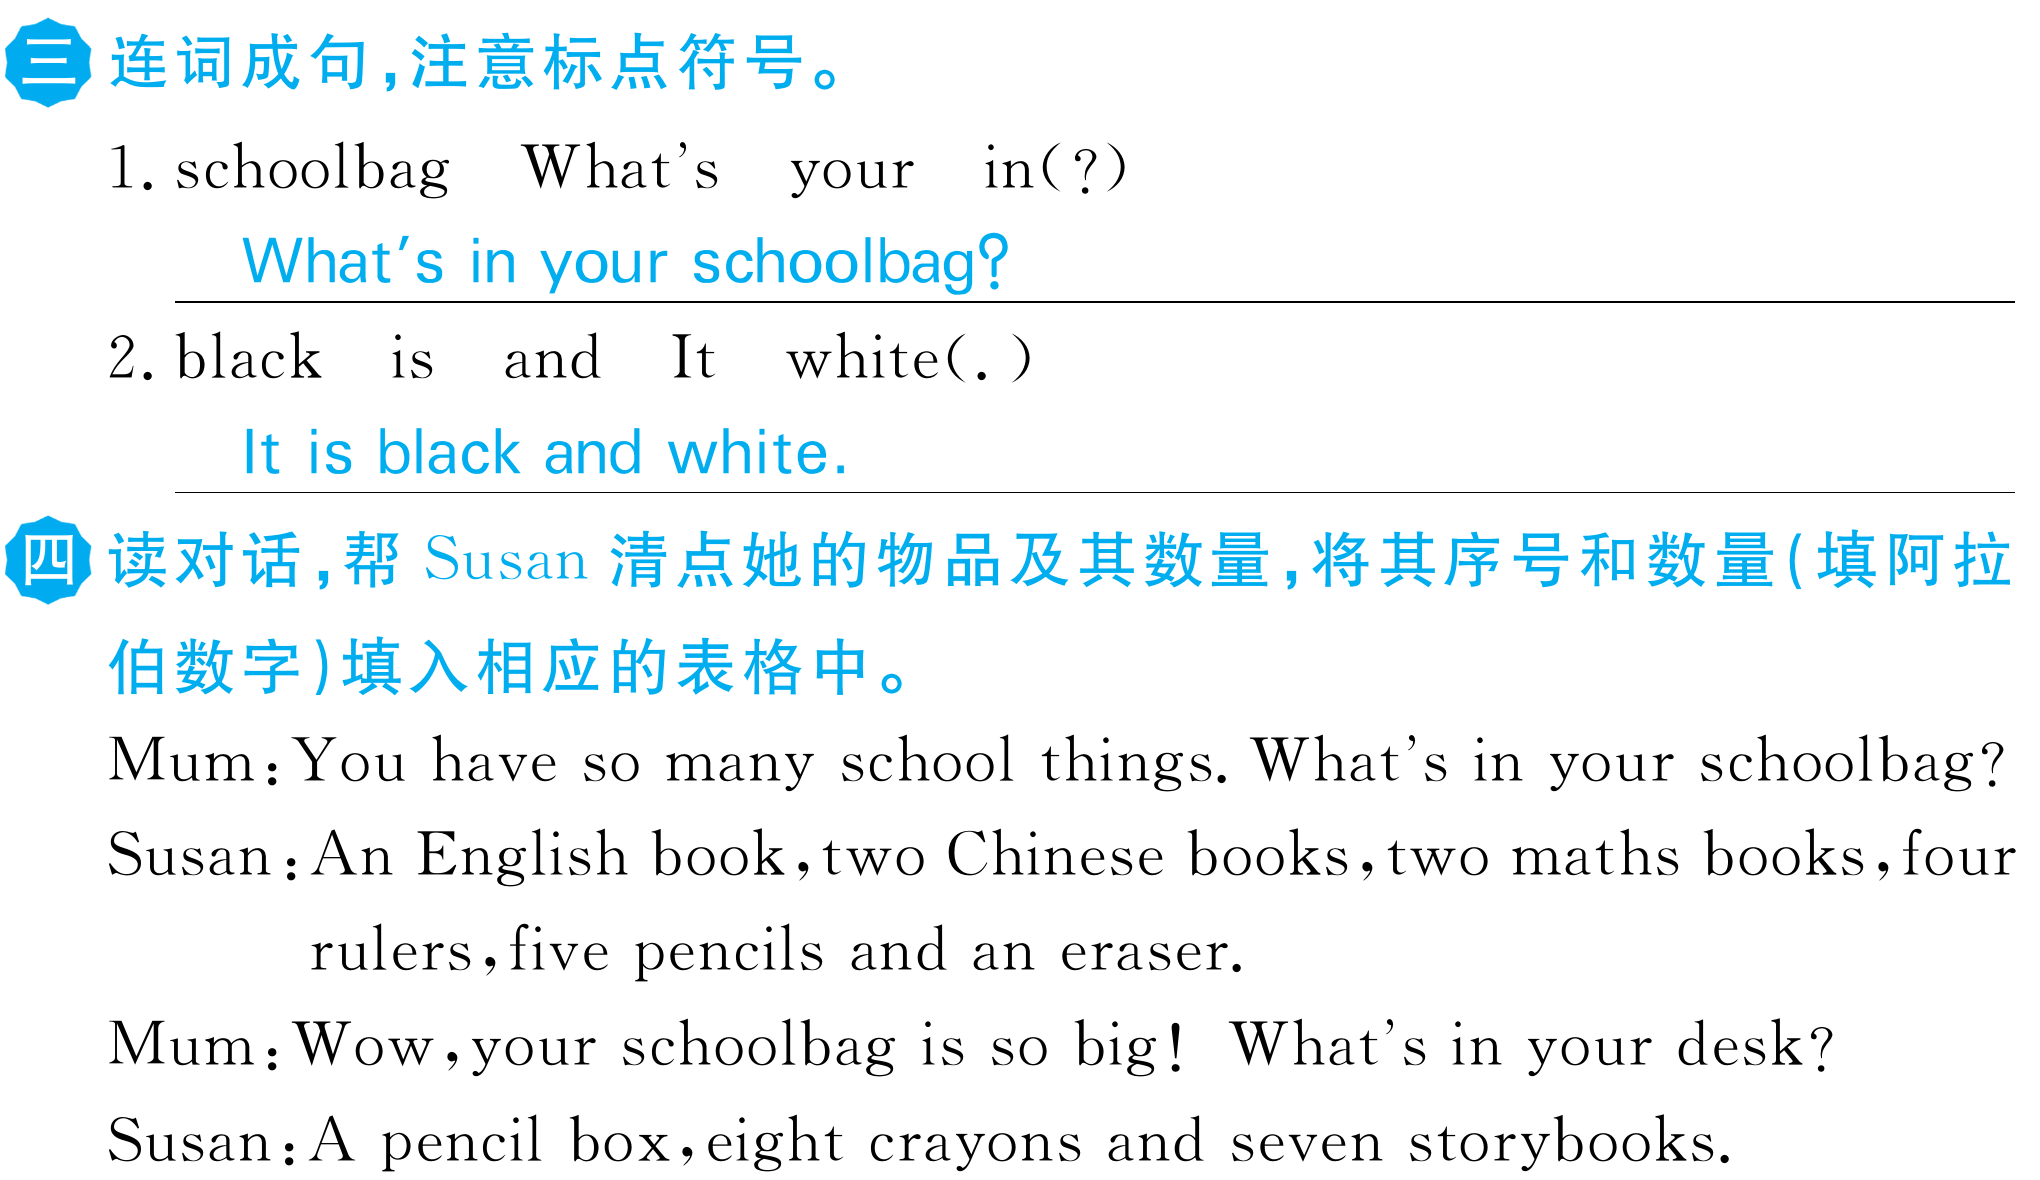 三 连词成句,注意标点符号。
1. schoolbag What's your in(?)
What's in your schoolbag?
2. black is and It white(.)
It is black and white.
四 读对话,帮 Susan 清点她的物品及其数量,将其序号和数量(填阿拉
伯数字)填入相应的表格中。
Mum:You have so many school things. What's in your schoolbag?
Susan:An English book,two Chinese books,two maths books,four
rulers,five pencils and an eraser.
Mum:Wow,your schoolbag is so big! What's in your desk?
Susan:A pencil box,eight crayons and seven storybooks.